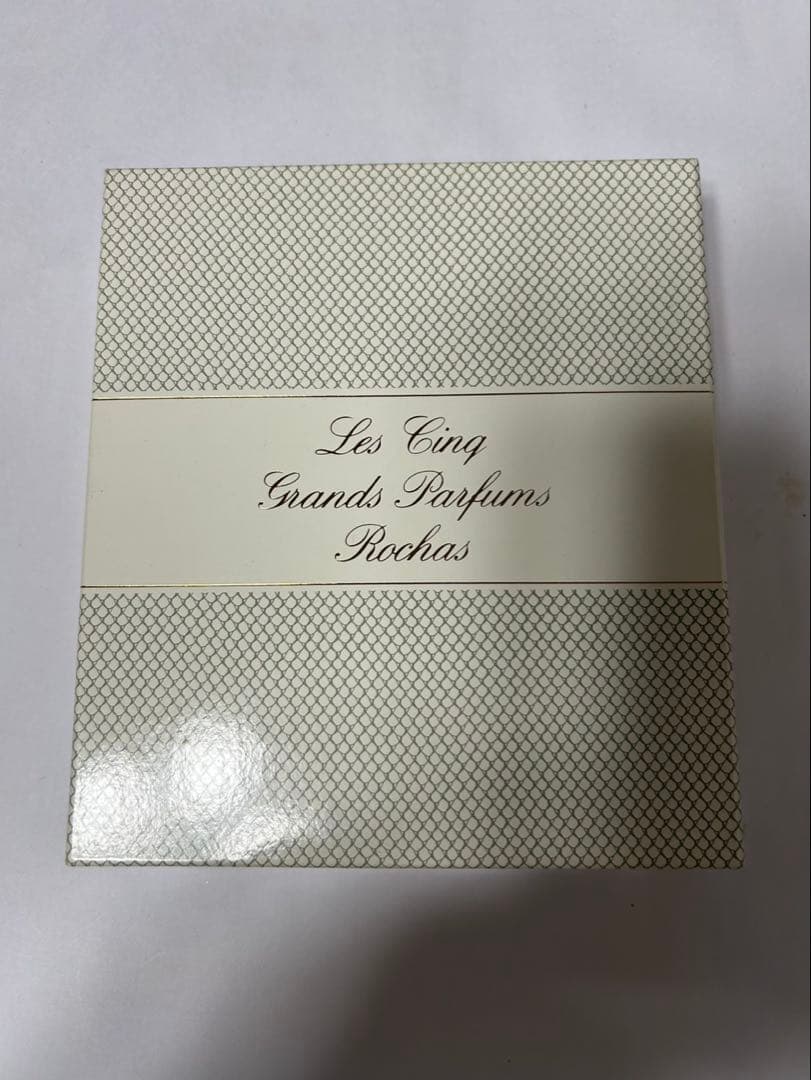 Les Cinq
Grands Parfums
Rochas